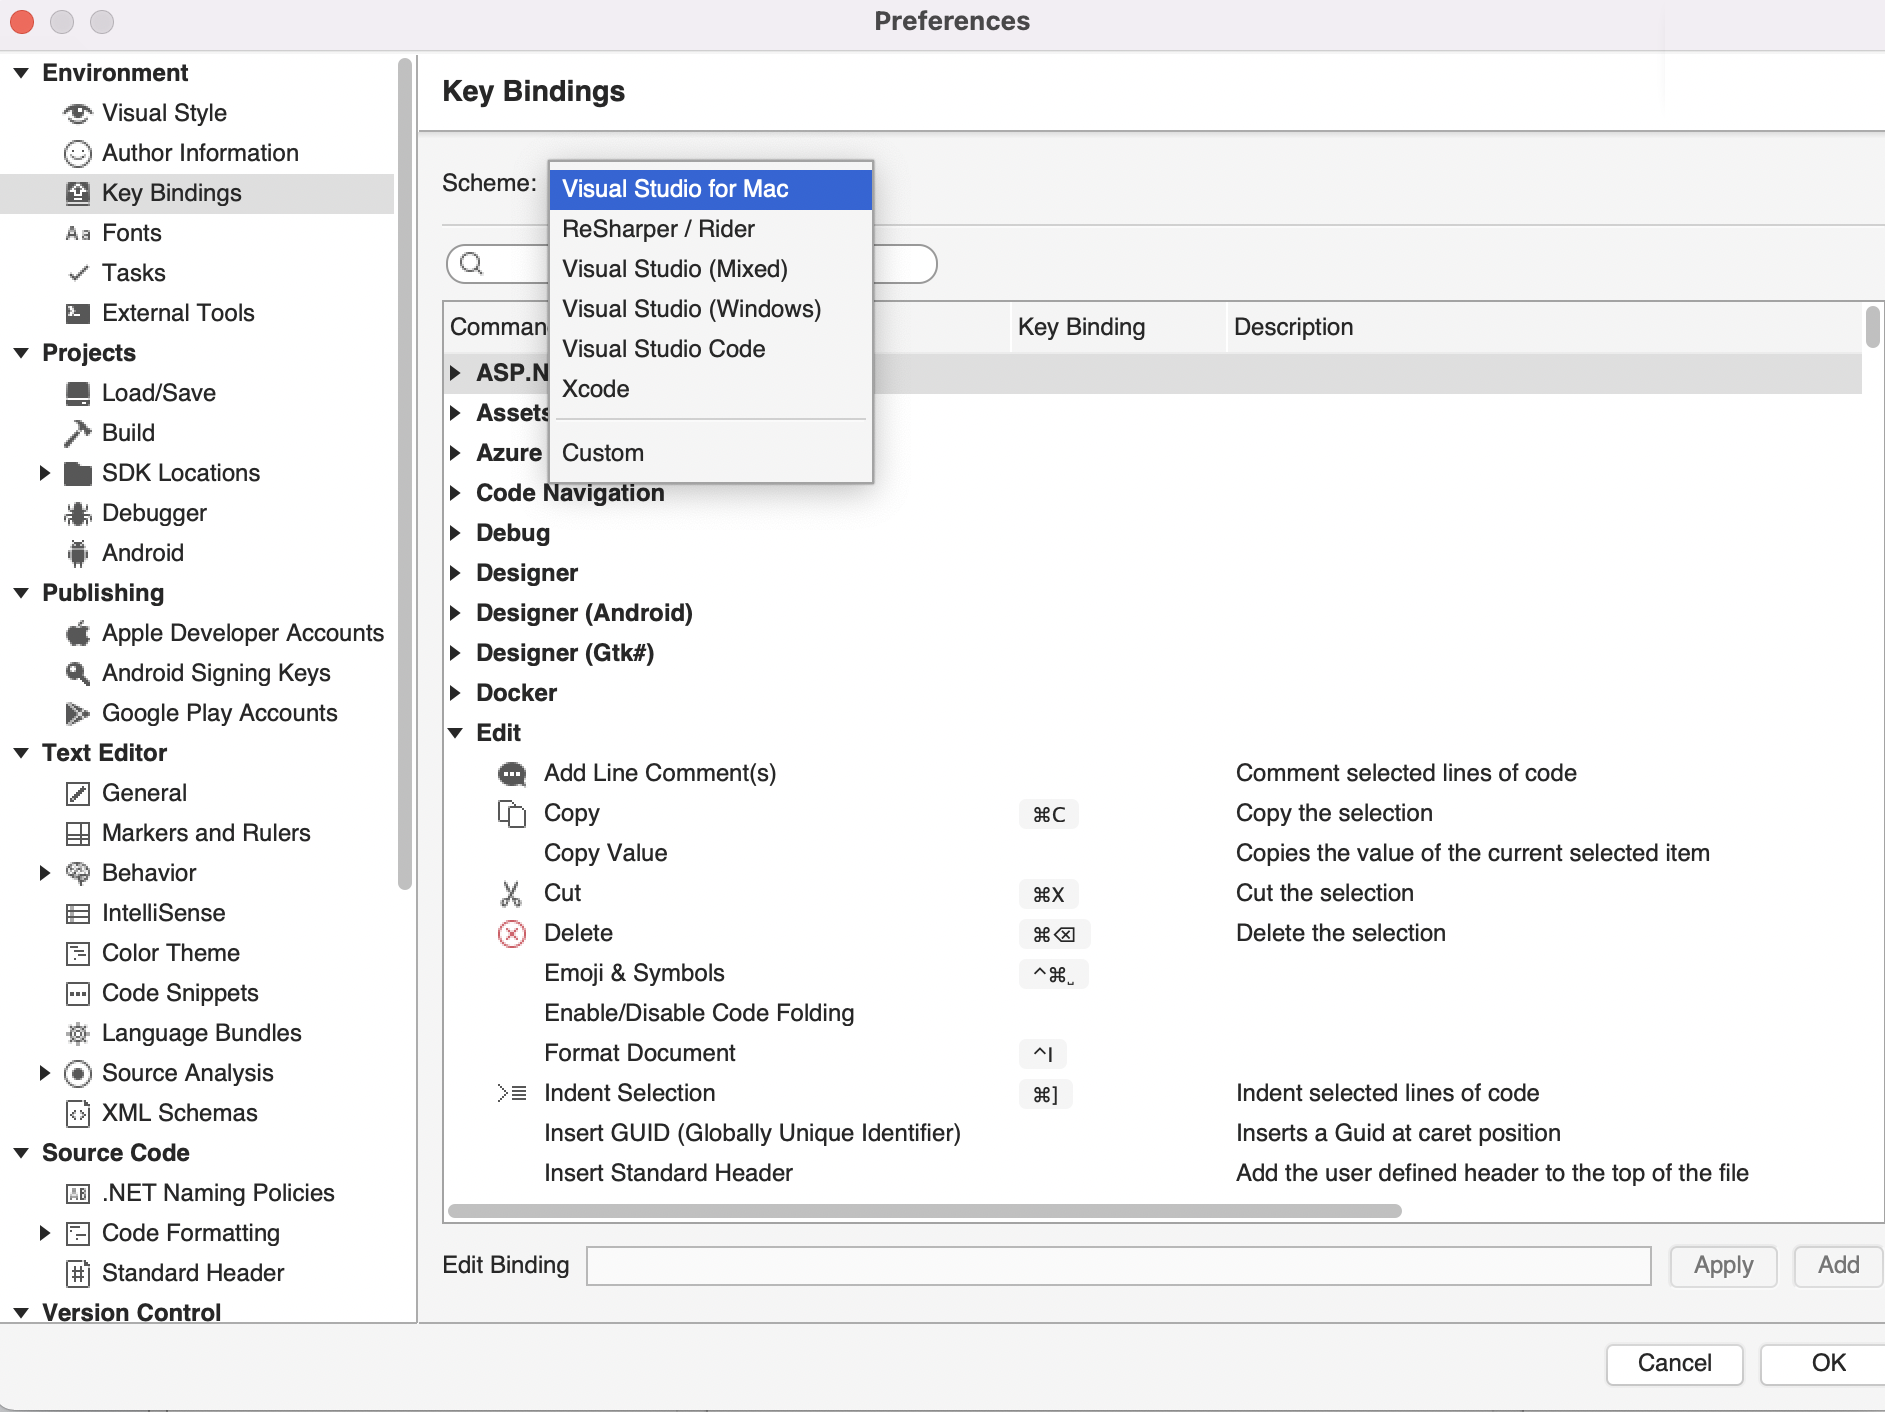 Preferences
Environment
Visual Style
Author Information
Key Bindings
Aa Fonts
Tasks
External Tools
Projects
Load/Save
Build
SDK Locations
Debugger
Android
Publishing
Apple Developer Accounts
Android Signing Keys
Google Play Accounts
Text Editor
General
Markers and Rulers
Behavior
IntelliSense
Color Theme
Code Snippets
Language Bundles
Source Analysis
XML Schemas
Source Code
AB .NET Naming Policies
Code Formatting
# Standard Header
Version Control
Key Bindings
Scheme:
Visual Studio for Mac
ReSharper / Rider
Visual Studio (Mixed)
Visual Studio (Windows)
Visual Studio Code
Xcode
Custom
Comman Key Binding Description
ASP.N
Assets
Azure
Code Navigation
Debug
Designer
Designer (Android)
Designer (Gtk#)
Docker
Edit
Add Line Comment(s) Comment selected lines of code
Copy ⌘C Copy the selection
Copy Value Copies the value of the current selected item
Cut ⌘X Cut the selection
Delete ⌘⌫ Delete the selection
Emoji & Symbols ^⌘␣
Enable/Disable Code Folding
Format Document ^I
Indent Selection ⌘] Indent selected lines of code
Insert GUID (Globally Unique Identifier) Inserts a Guid at caret position
Insert Standard Header Add the user defined header to the top of the file
Edit Binding Apply Add
Cancel OK